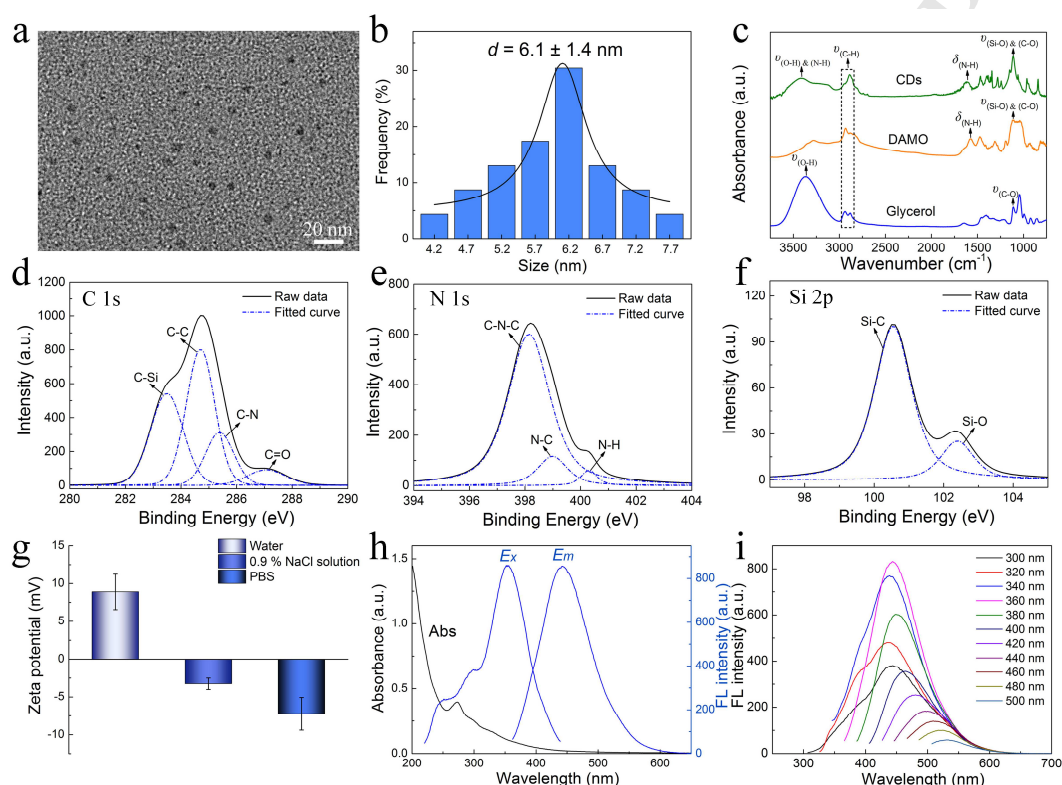 a
20 nm
b
d = 6.1 ± 1.4 nm
Frequency (%)
30
20
10
0
4.2 4.7 5.2 5.7 6.2 6.7 7.2 7.7
Size (nm)
c
υ(O-H) & (N-H)
υ(C-H)
δ(N-H)
υ(Si-O) & (C-O)
CDs
υ(Si-O) & (C-O)
δ(N-H)
DAMO
υ(O-H)
υ(C-O)
Glycerol
Absorbance (a.u.)
3500 3000 2500 2000 1500 1000
Wavenumber (cm-1)
d
C 1s
Raw data
Fitted curve
C-C
C-Si
C-N
C=O
Intensity (a.u.)
1200
1000
800
600
400
200
0
280 282 284 286 288 290
Binding Energy (eV)
e
N 1s
Raw data
Fitted curve
C-N-C
N-C
N-H
Intensity (a.u.)
800
600
400
200
0
394 396 398 400 402 404
Binding Energy (eV)
f
Si 2p
Raw data
Fitted curve
Si-C
Si-O
Intensity (a.u.)
120
90
60
30
0
98 100 102 104
Binding Energy (eV)
g
Water
0.9 % NaCl solution
PBS
Zeta potential (mV)
15
10
5
0
-5
-10
h
Ex
Em
Abs
Absorbance (a.u.)
1.5
1.0
0.5
0.0
FL intensity (a.u.)
800
600
400
200
0
200 300 400 500 600
Wavelength (nm)
i
300 nm
320 nm
340 nm
360 nm
380 nm
400 nm
420 nm
440 nm
460 nm
480 nm
500 nm
FL intensity (a.u.)
800
600
400
200
0
300 400 500 600 700
Wavelength (nm)